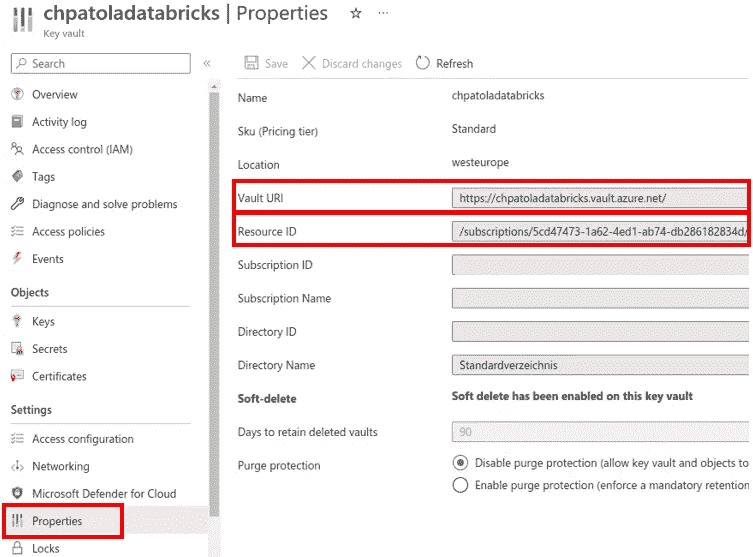 chpatoladatabricks | Properties
Key vault
Search
Overview
Activity log
Access control (IAM)
Tags
Diagnose and solve problems
Access policies
Events
Objects
Keys
Secrets
Certificates
Settings
Access configuration
Networking
Microsoft Defender for Cloud
Properties
Locks
Save Discard changes Refresh
Name chpatoladatabricks
Sku (Pricing tier) Standard
Location westeurope
Vault URI https://chpatoladatabricks.vault.azure.net/
Resource ID /subscriptions/5cd47473-1a62-4ed1-ab74-db286182834d/
Subscription ID
Subscription Name
Directory ID
Directory Name Standardverzeichnis
Soft-delete Soft delete has been enabled on this key vault
Days to retain deleted vaults 90
Purge protection Disable purge protection (allow key vault and objects to
Enable purge protection (enforce a mandatory retention